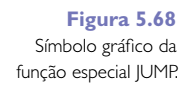 Figura 5.68
Símbolo gráfico da
função especial JUMP.